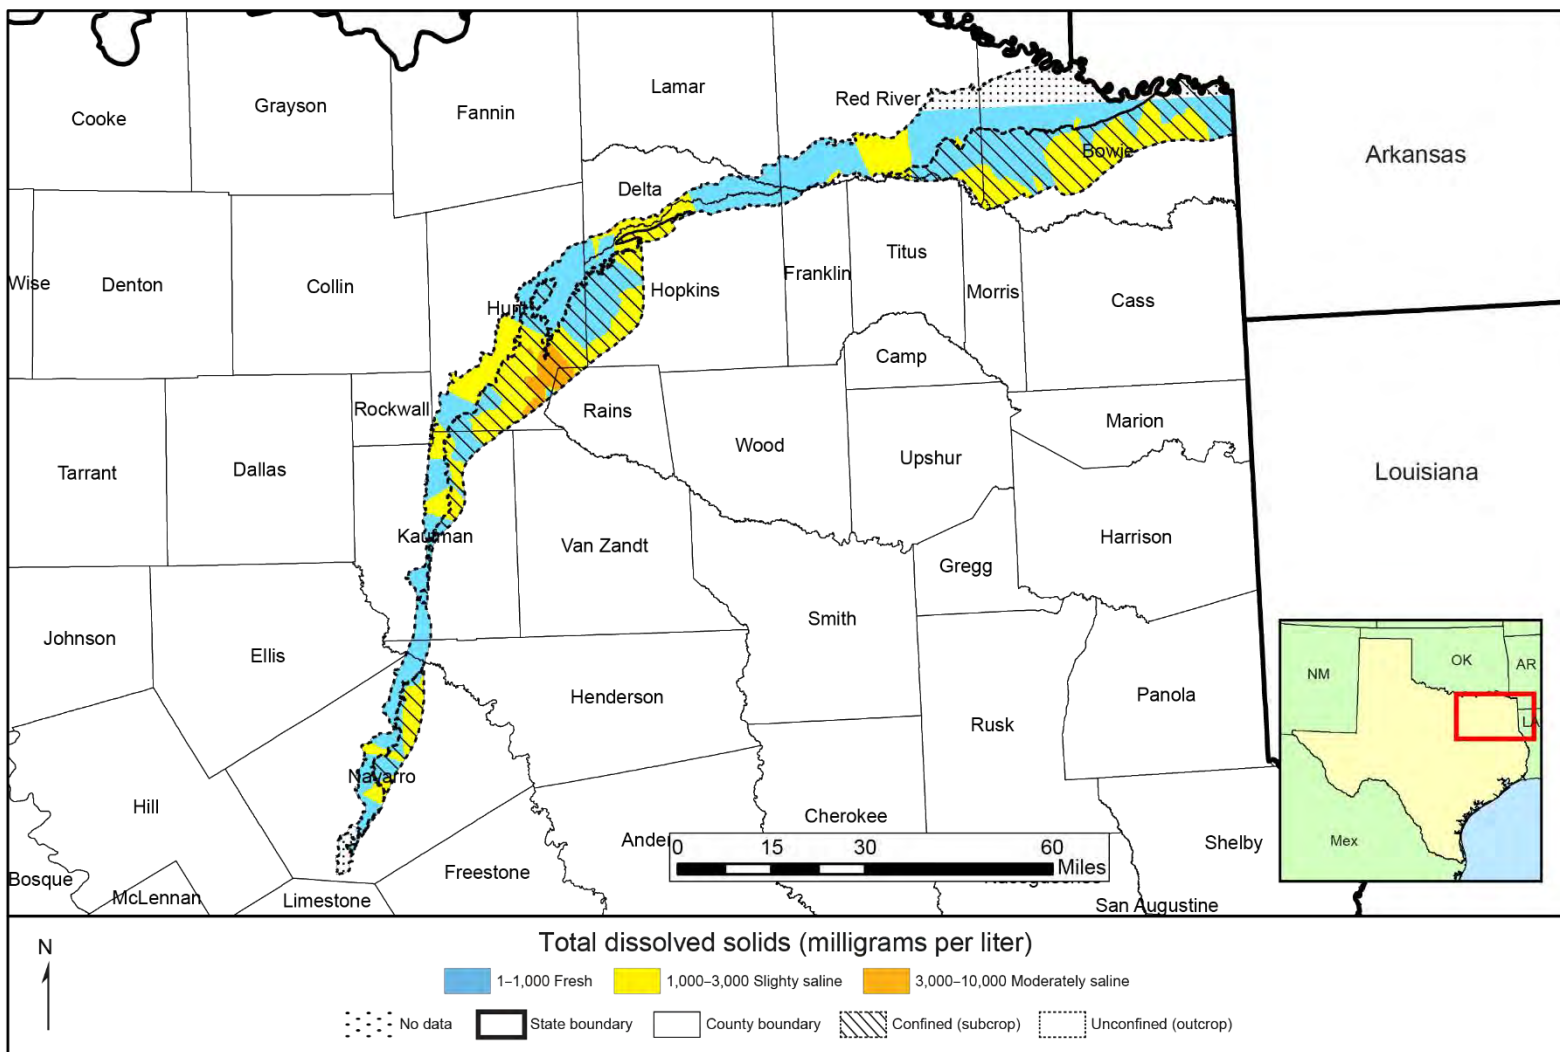 Lamar
Red River
Cooke
Grayson
Fannin
Arkansas
Bowie
Delta
Wise
Denton
Collin
Hunt
Hopkins
Franklin
Titus
Morris
Cass
Camp
Rockwall
Rains
Wood
Marion
Tarrant
Dallas
Upshur
Louisiana
Kaufman
Van Zandt
Harrison
Gregg
Johnson
Ellis
Smith
Henderson
Panola
Rusk
Navarro
Hill
Cherokee
Shelby
Freestone
Bosque
McLennan
Limestone
San Augustine
0 15 30 60
Miles
NM
OK
AR
LA
Mex
N
Total dissolved solids (milligrams per liter)
1–1,000 Fresh
1,000–3,000 Slighty saline
3,000–10,000 Moderately saline
No data
State boundary
County boundary
Confined (subcrop)
Unconfined (outcrop)